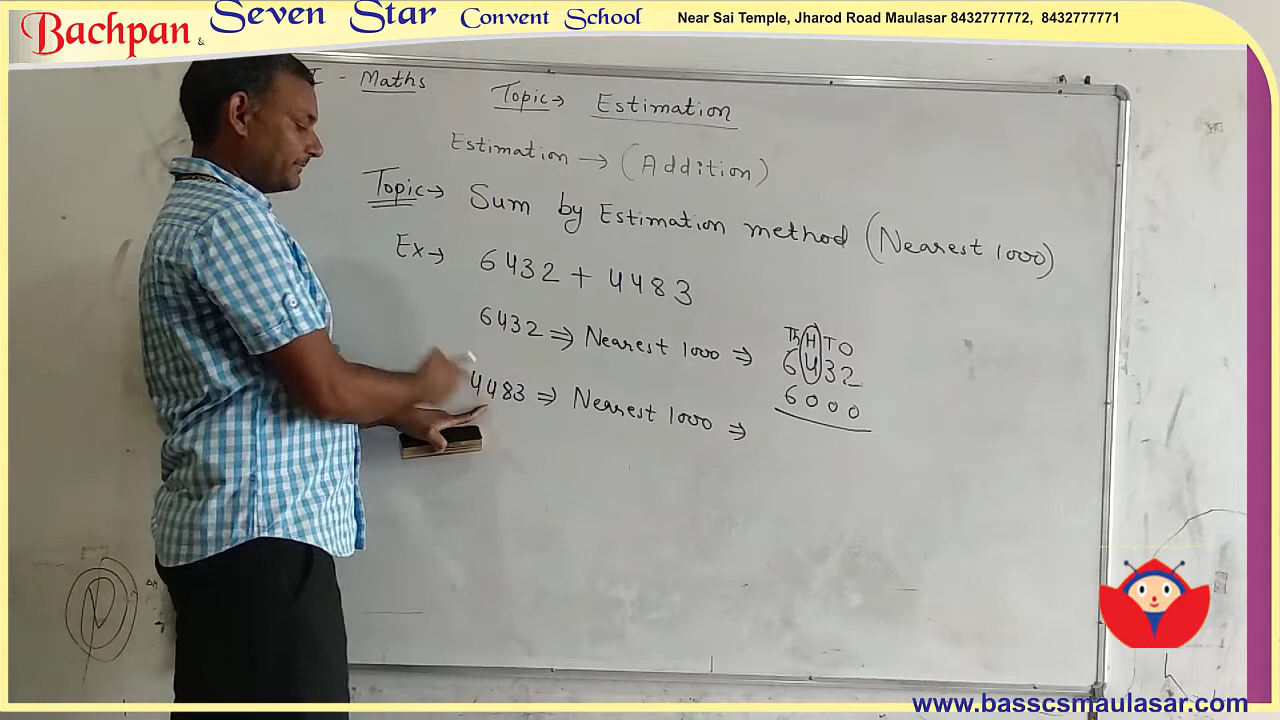 Bachpan & Seven Star Convent School Near Sai Temple, Jharod Road Maulasar 8432777772, 8432777771
I - Maths
Topic→ Estimation
Estimation → (Addition)
Topic→ Sum by Estimation method (Nearest 1000)
Ex→ 6432 + 4483
Th H T O
6432 ⇒ Nearest 1000 ⇒ 6432
6000
4483 ⇒ Nearest 1000 ⇒
www.basscsmaulasar.com